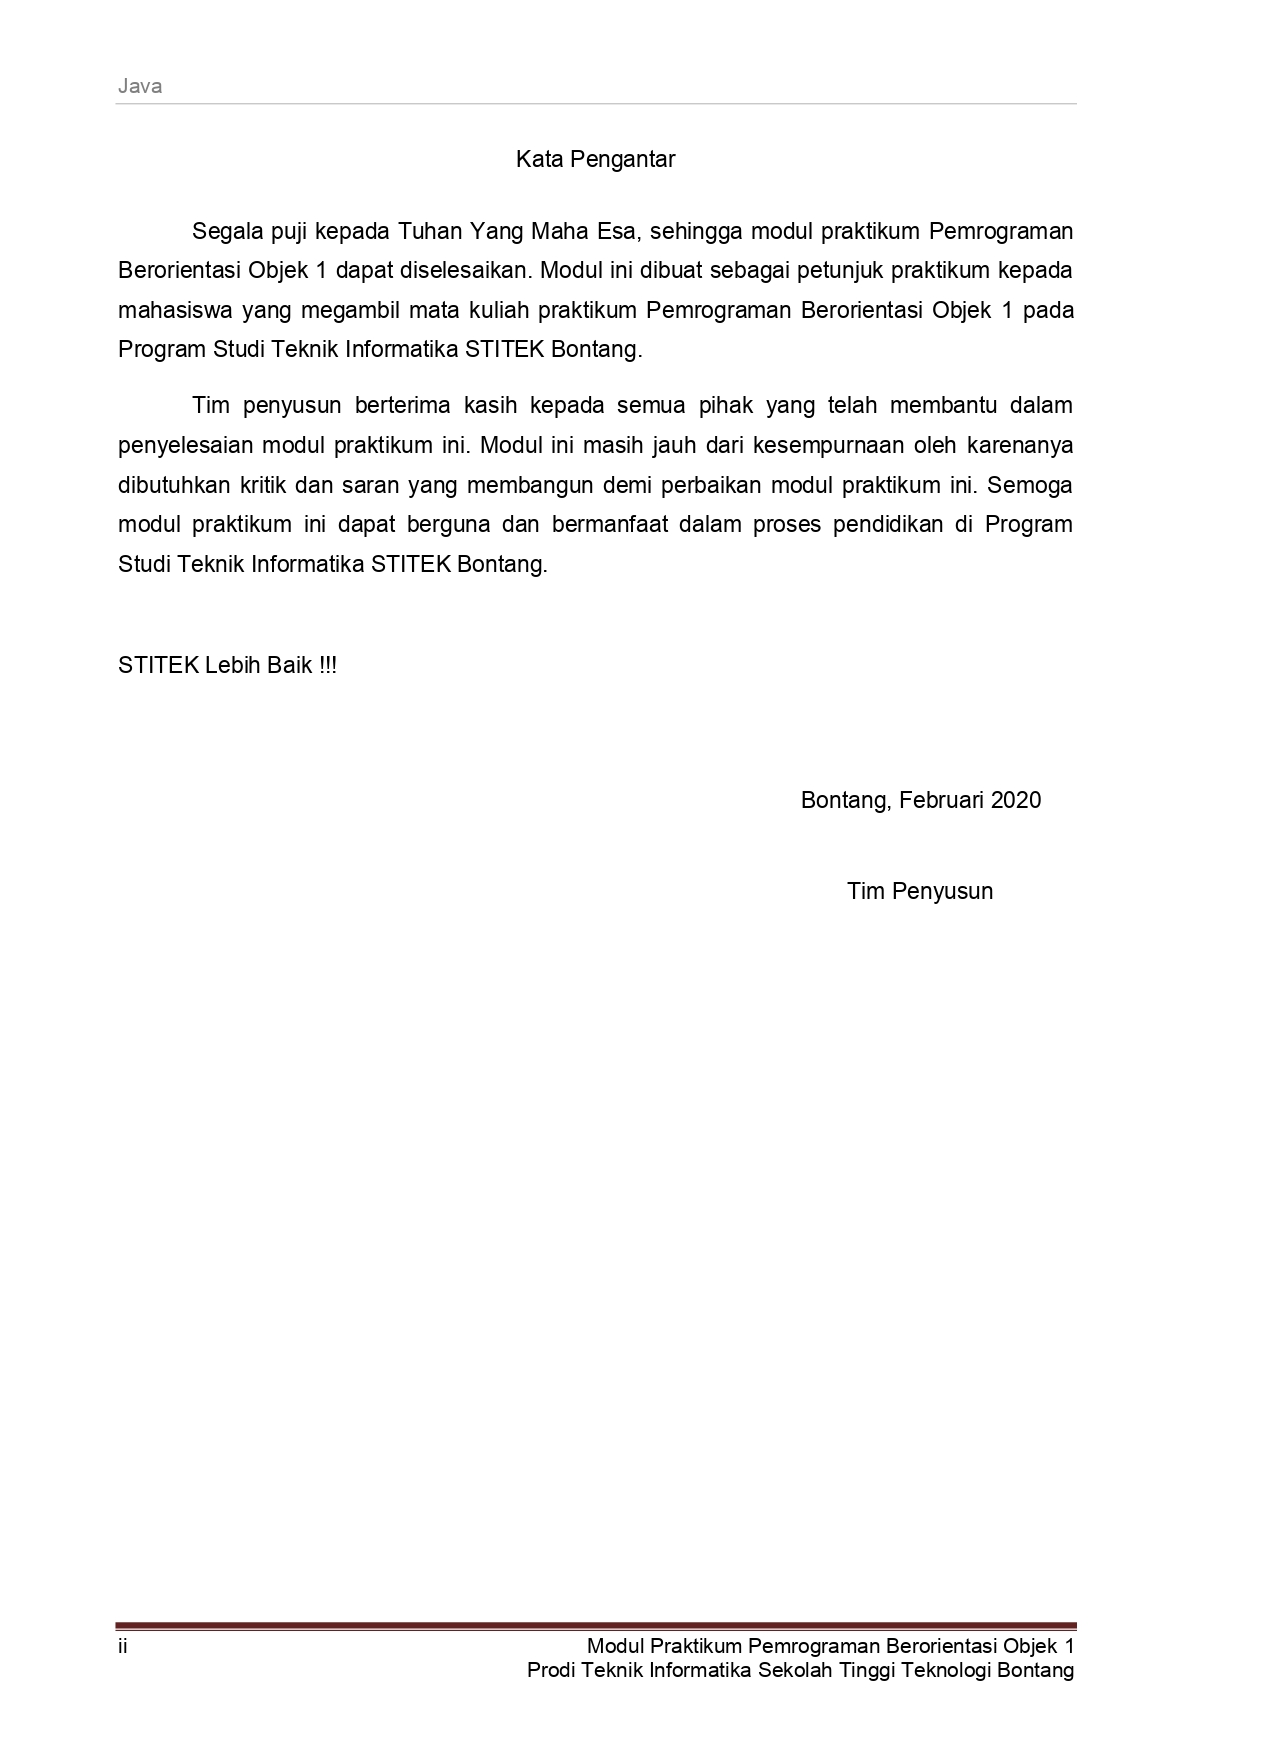 Java
Kata Pengantar
Segala puji kepada Tuhan Yang Maha Esa, sehingga modul praktikum Pemrograman
Berorientasi Objek 1 dapat diselesaikan. Modul ini dibuat sebagai petunjuk praktikum kepada
mahasiswa yang megambil mata kuliah praktikum Pemrograman Berorientasi Objek 1 pada
Program Studi Teknik Informatika STITEK Bontang.
Tim penyusun berterima kasih kepada semua pihak yang telah membantu dalam
penyelesaian modul praktikum ini. Modul ini masih jauh dari kesempurnaan oleh karenanya
dibutuhkan kritik dan saran yang membangun demi perbaikan modul praktikum ini. Semoga
modul praktikum ini dapat berguna dan bermanfaat dalam proses pendidikan di Program
Studi Teknik Informatika STITEK Bontang.
STITEK Lebih Baik !!!
Bontang, Februari 2020
Tim Penyusun
ii Modul Praktikum Pemrograman Berorientasi Objek 1
Prodi Teknik Informatika Sekolah Tinggi Teknologi Bontang